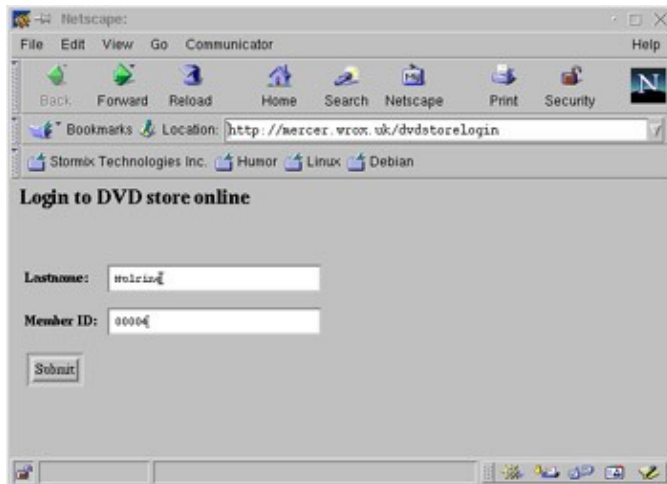 Netscape:
File Edit View Go Communicator Help
Back Forward Reload Home Search Netscape Print Security
N
Bookmarks Location: http://mercer.wrox.uk/dvdstorelogin
Stormix Technologies Inc. Humor Linux Debian
Login to DVD store online
Lastname:
Member ID: 00006
Submit